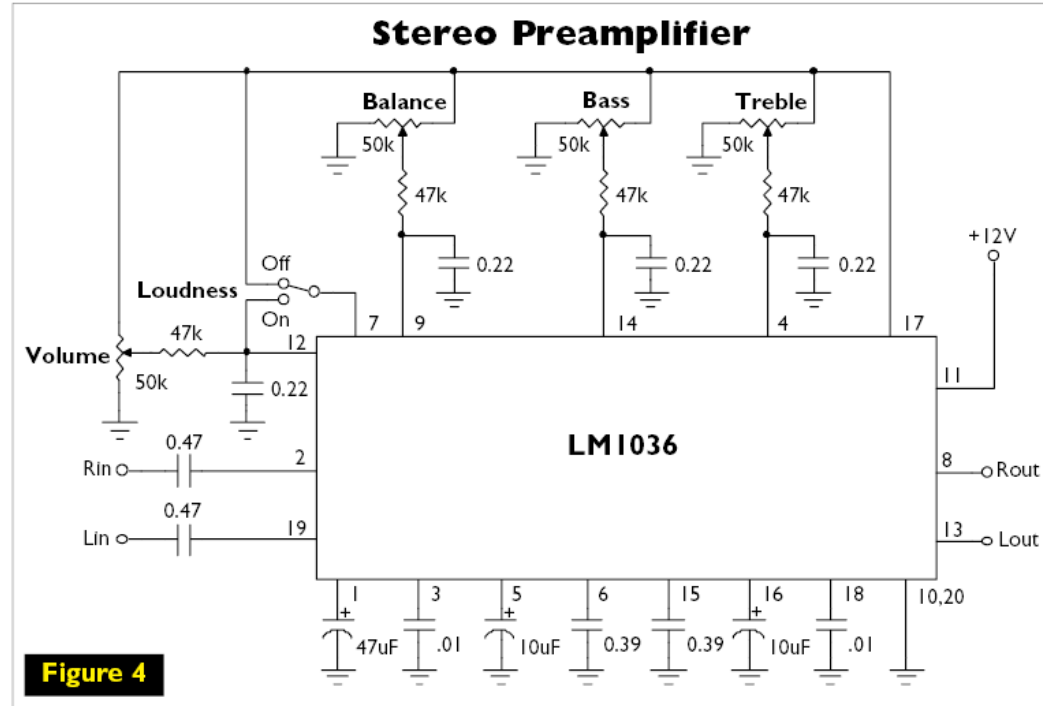 Stereo Preamplifier
Balance
Bass
Treble
50k
50k
50k
47k
47k
47k
+12V
0.22
0.22
0.22
Off
Loudness
On
7
9
14
4
17
47k
12
Volume
50k
0.22
11
0.47
LM1036
Rin
2
8
Rout
0.47
Lin
19
13
Lout
1
3
5
6
15
16
18
10,20
+
+
+
47uF
.01
10uF
0.39
0.39
10uF
.01
Figure 4